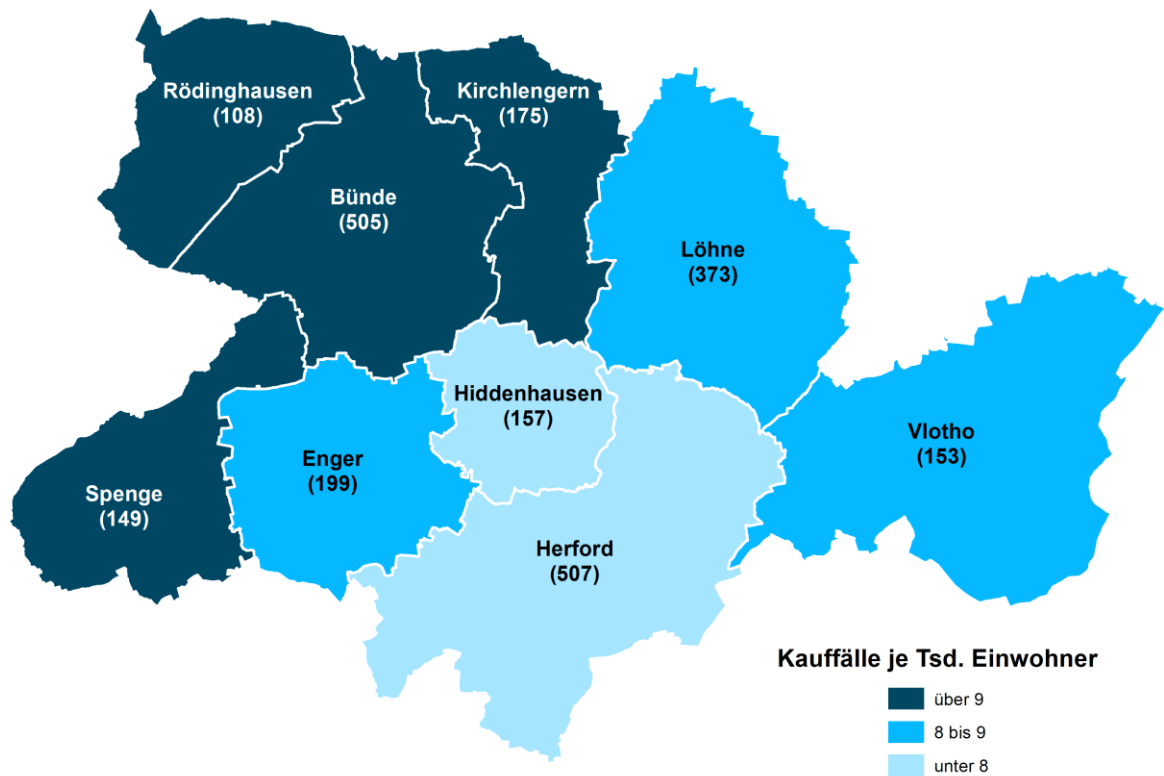 Rödinghausen
(108)
Kirchlengern
(175)
Bünde
(505)
Löhne
(373)
Hiddenhausen
(157)
Vlotho
(153)
Enger
(199)
Spenge
(149)
Herford
(507)
Kauffälle je Tsd. Einwohner
über 9
8 bis 9
unter 8